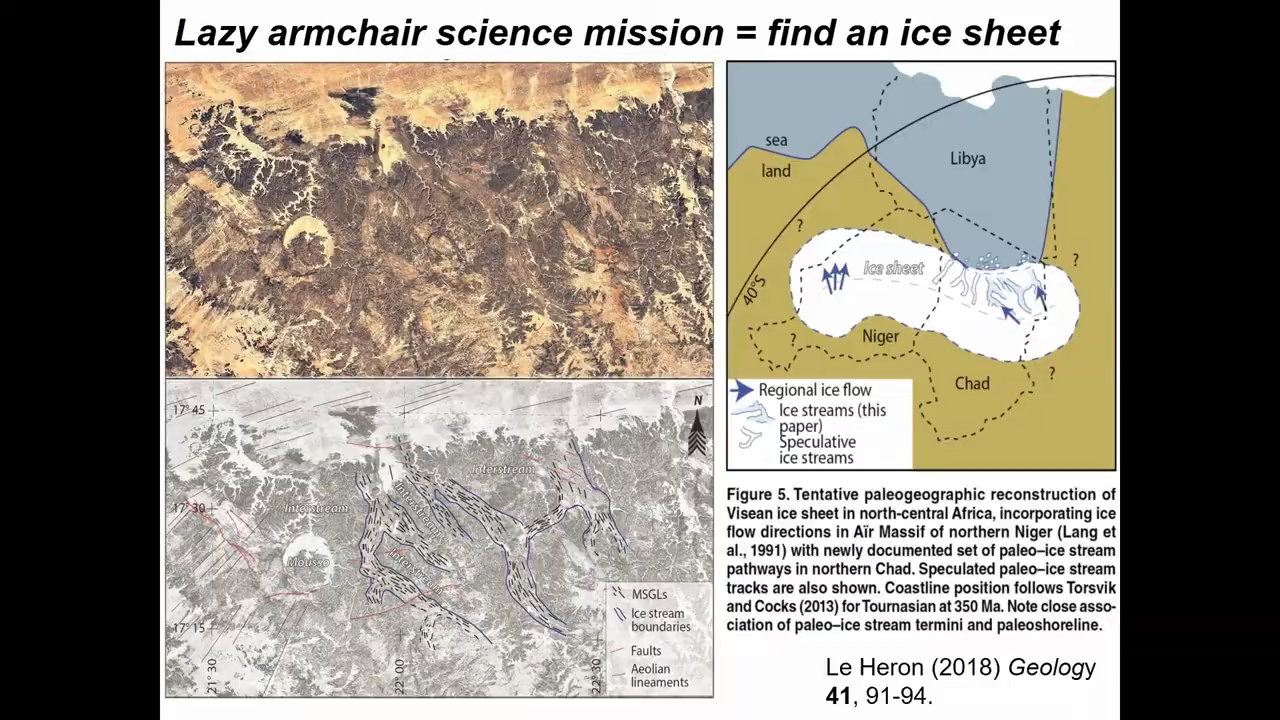 Lazy armchair science mission = find an ice sheet
sea
land
Libya
?
?
Ice sheet
40°S
?
Niger
?
Chad
Regional ice flow
Ice streams (this
paper)
Speculative
ice streams
N
17° 45
Interstream
17° 30
Interstream
Interstream
Mousso
Interstream
17° 15
21° 30
22° 00
22° 30
MSGLs
Ice stream
boundaries
Faults
Aeolian
lineaments
Figure 5. Tentative paleogeographic reconstruction of
Visean ice sheet in north-central Africa, incorporating ice
flow directions in Aïr Massif of northern Niger (Lang et
al., 1991) with newly documented set of paleo–ice stream
pathways in northern Chad. Speculated paleo–ice stream
tracks are also shown. Coastline position follows Torsvik
and Cocks (2013) for Tournasian at 350 Ma. Note close asso-
ciation of paleo–ice stream termini and paleoshoreline.
Le Heron (2018) Geology
41, 91-94.